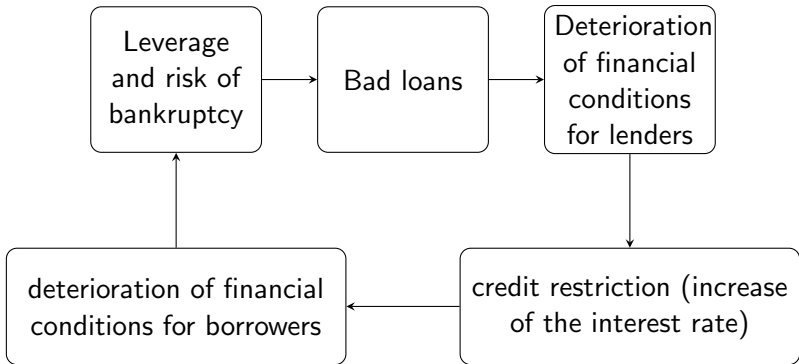 Leverage
and risk of
bankruptcy
Bad loans
Deterioration
of financial
conditions
for lenders
credit restriction (increase
of the interest rate)
deterioration of financial
conditions for borrowers